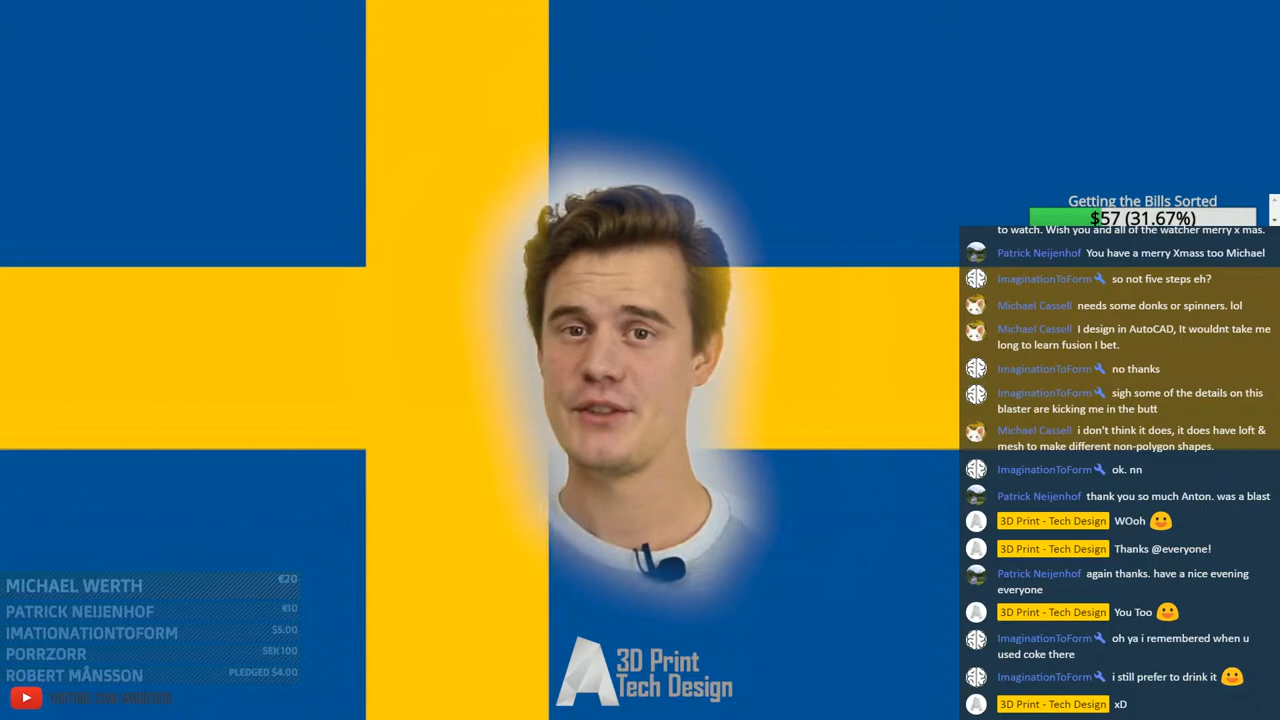 Getting the Bills Sorted
$57 (31.67%)
to watch. Wish you and all of the watcher merry x mas.
Patrick Neijenhof You have a merry Xmass too Michael
ImaginationToForm so not five steps eh?
Michael Cassell needs some donks or spinners. lol
Michael Cassell I design in AutoCAD, It wouldnt take me
long to learn fusion I bet.
ImaginationToForm no thanks
ImaginationToForm sigh some of the details on this
blaster are kicking me in the butt
Michael Cassell i don't think it does, it does have loft &
mesh to make different non-polygon shapes.
ImaginationToForm ok. nn
Patrick Neijenhof thank you so much Anton. was a blast
3D Print - Tech Design WOoh
3D Print - Tech Design Thanks @everyone!
Patrick Neijenhof again thanks. have a nice evening
everyone
3D Print - Tech Design You Too
ImaginationToForm oh ya i remembered when u
used coke there
ImaginationToForm i still prefer to drink it
3D Print - Tech Design xD
MICHAEL WERTH €20
PATRICK NEIJENHOF €10
IMATIONATIONTOFORM $5.00
PORRZORR SEK100
ROBERT MÅNSSON PLEDGED $4.00
3D Print
Tech Design